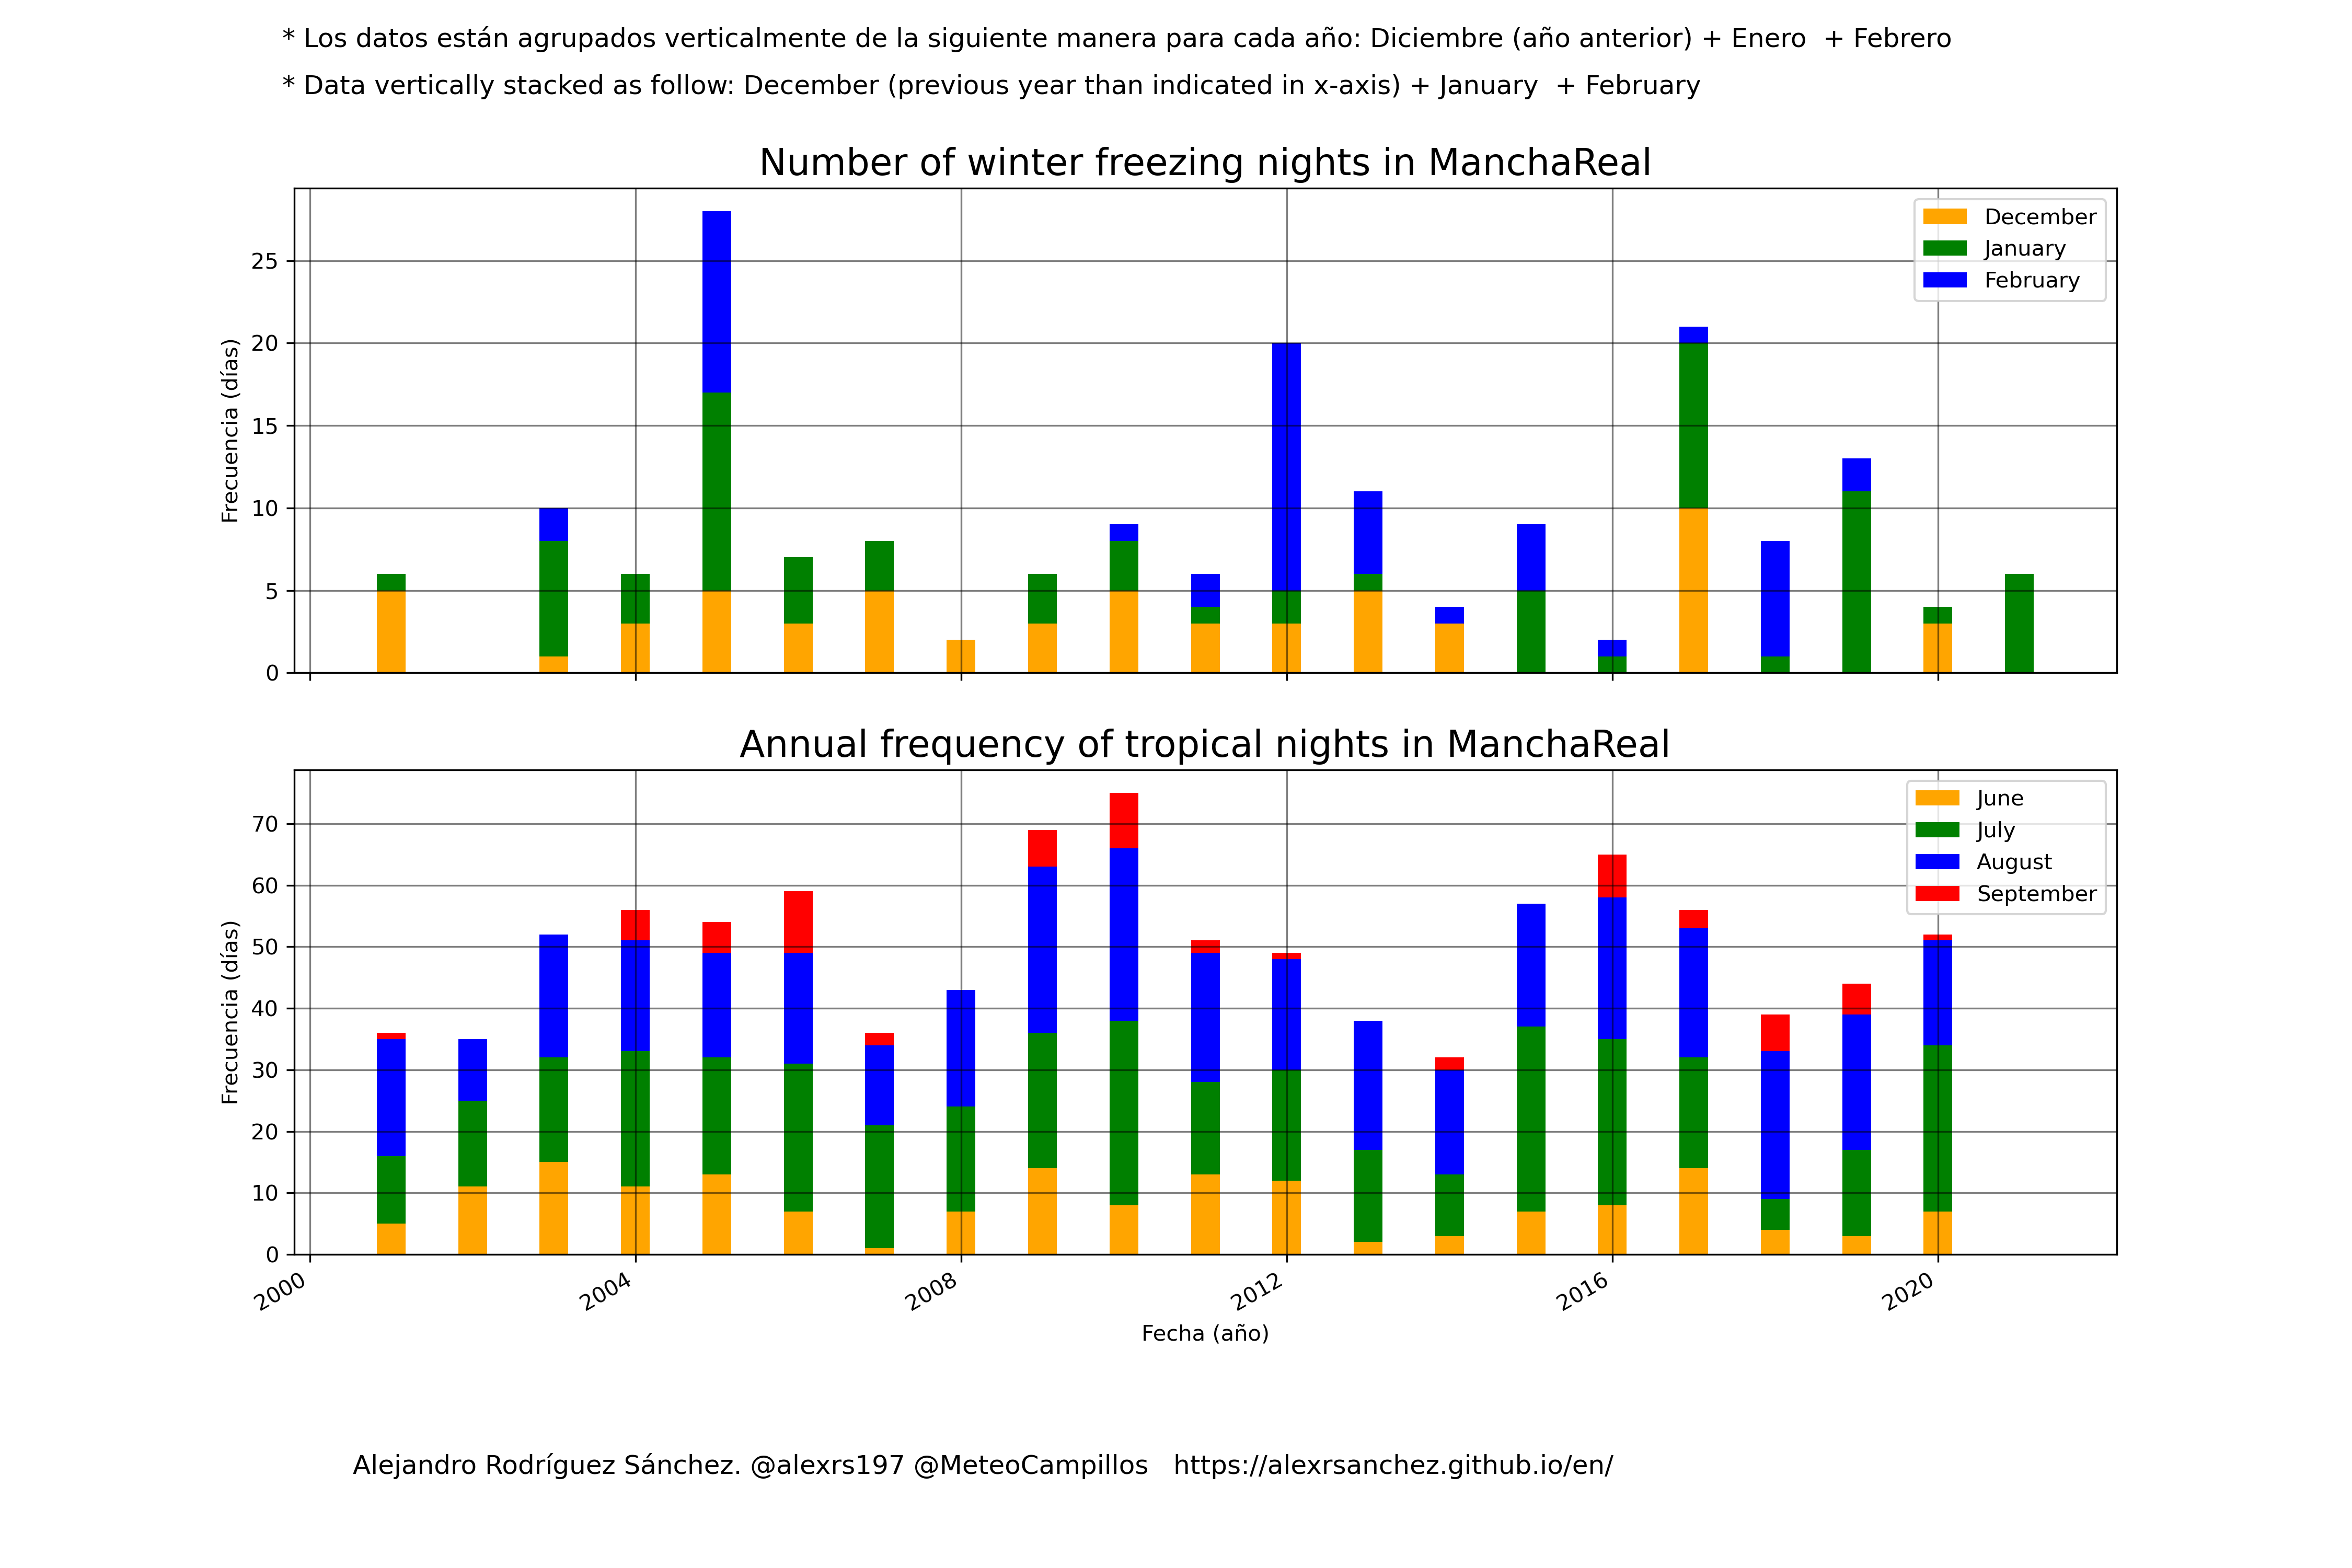 * Los datos están agrupados verticalmente de la siguiente manera para cada año: Diciembre (año anterior) + Enero  + Febrero
* Data vertically stacked as follow: December (previous year than indicated in x-axis) + January  + February
Number of winter freezing nights in ManchaReal
December
January
February
Frecuencia (días)
25
20
15
10
5
0
Annual frequency of tropical nights in ManchaReal
June
July
August
September
Frecuencia (días)
70
60
50
40
30
20
10
0
2000 2004 2008 2012 2016 2020
Fecha (año)
Alejandro Rodríguez Sánchez. @alexrs197 @MeteoCampillos   https://alexrsanchez.github.io/en/